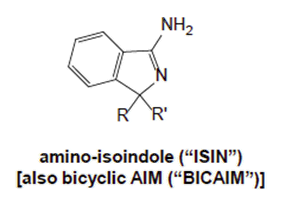 NH2
N
R R'
amino-isoindole ("ISIN")
[also bicyclic AIM ("BICAIM")]